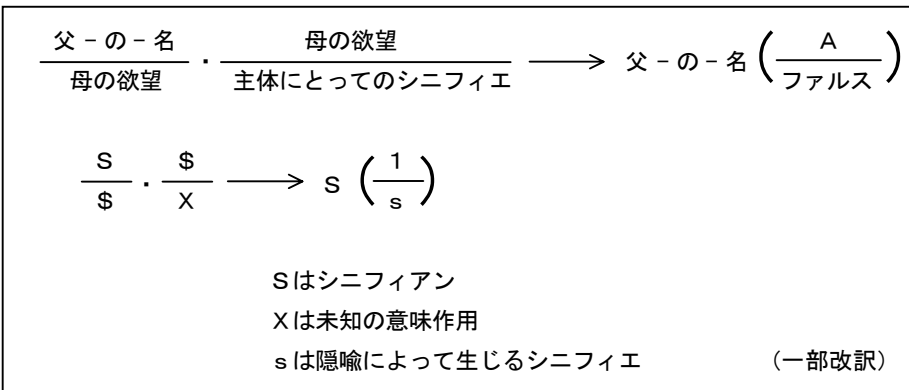 父-の-名 / 母の欲望 ・ 母の欲望 / 主体にとってのシニフィエ ⟶ 父-の-名 ( A / ファルス )
S / $ ・ $ / X ⟶ S ( 1 / s )
Sはシニフィアン
Xは未知の意味作用
sは隠喩によって生じるシニフィエ (一部改訳)